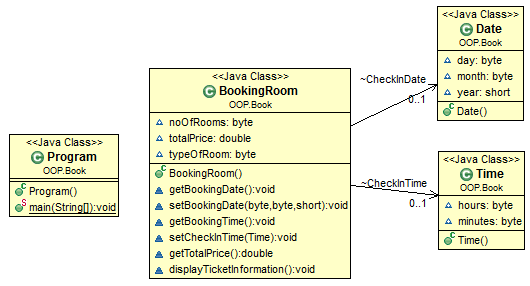 <<Java Class>>
Program
OOP.Book
Program()
main(String[]):void
<<Java Class>>
BookingRoom
OOP.Book
noOfRooms: byte
totalPrice: double
typeOfRoom: byte
BookingRoom()
getBookingDate():void
setBookingDate(byte,byte,short):void
getBookingTime():void
setCheckInTime(Time):void
getTotalPrice():double
displayTicketInformation():void
~CheckInDate
0..1
~CheckInTime
0..1
<<Java Class>>
Date
OOP.Book
day: byte
month: byte
year: short
Date()
<<Java Class>>
Time
OOP.Book
hours: byte
minutes: byte
Time()